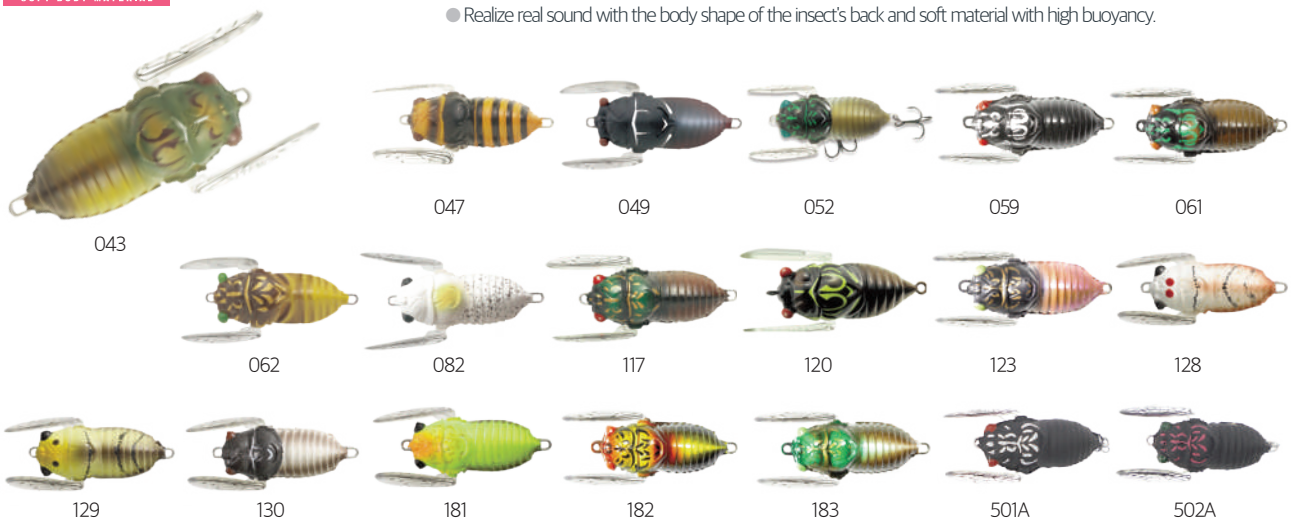 ● Realize real sound with the body shape of the insect's back and soft material with high buoyancy.
047 049 052 059 061
043
062 082 117 120 123 128
129 130 181 182 183 501A 502A